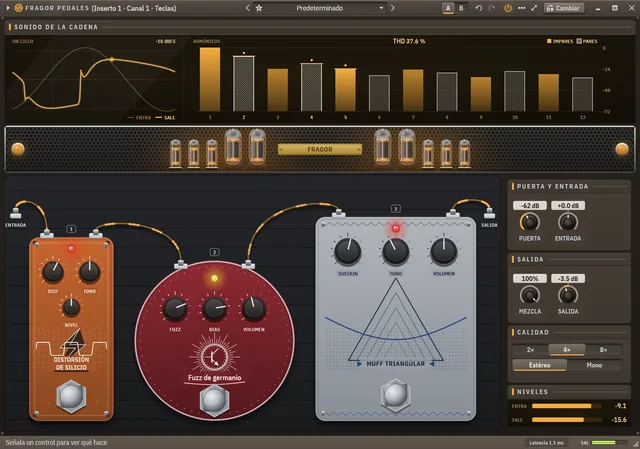 FRAGOR PEDALES (Inserto 1 - Canal 1 - Teclas)
Predeterminado
A B
Cambiar
SONIDO DE LA CADENA
UN CICLO
-10 dBFS
ENTRA SALE
ARMÓNICOS
THD 37.6 %
IMPARES PARES
0
-24
-48
-72
1 2 3 4 5 6 7 8 9 10 11 12
FRAGOR
ENTRADA
SALIDA
1
DIST TONO
NIVEL
DISTORSIÓN
DE SILICIO
2
FUZZ BIAS VOLUMEN
Fuzz de germanio
3
SUSTAIN TONO VOLUMEN
MUFF TRIANGULAR
PUERTA Y ENTRADA
-62 dB +0.0 dB
PUERTA ENTRADA
SALIDA
100% -3.5 dB
MEZCLA SALIDA
CALIDAD
2× 4× 8×
Estéreo Mono
NIVELES
ENTRA -9.1
SALE -15.6
Señala un control para ver qué hace
Latencia 1.1 ms
SAL